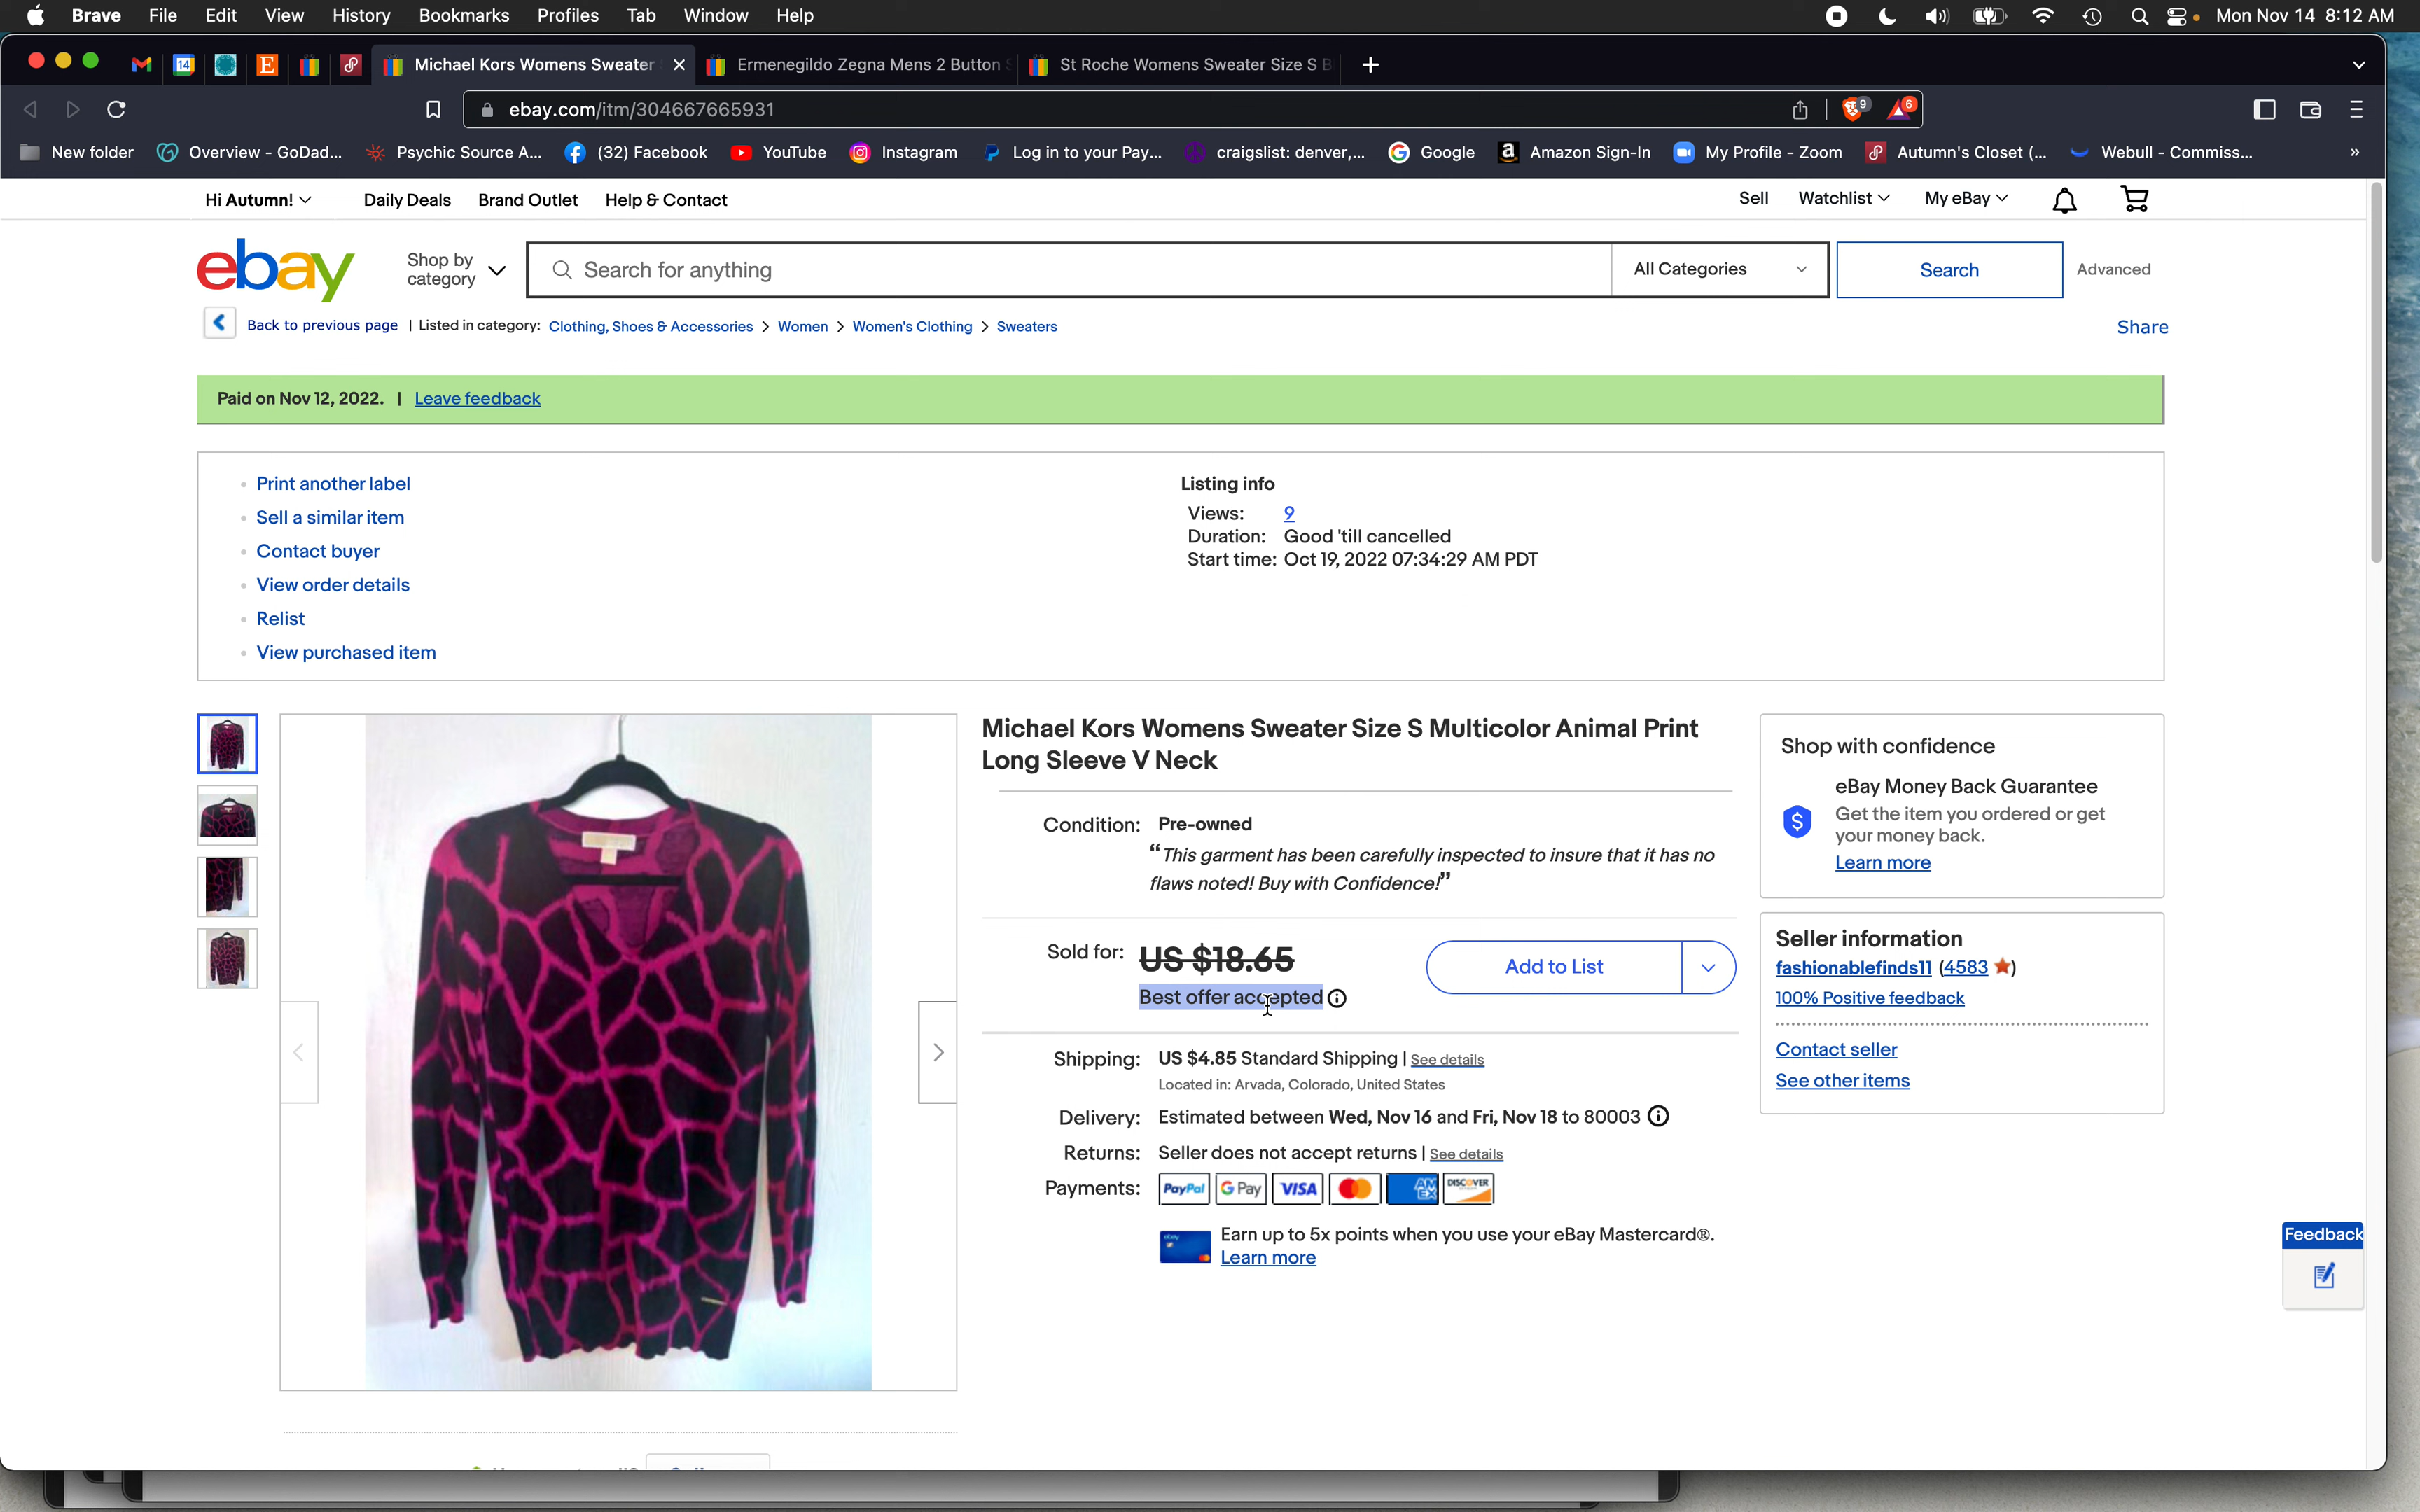 Brave File Edit View History Bookmarks Profiles Tab Window Help Mon Nov 14 8:12 AM
14 Michael Kors Womens Sweater Ermenegildo Zegna Mens 2 Button St Roche Womens Sweater Size S B
ebay.com/itm/304667665931 9 6
New folder Overview - GoDad... Psychic Source A... (32) Facebook YouTube Instagram Log in to your Pay... craigslist: denver,... Google Amazon Sign-In My Profile - Zoom Autumn's Closet (... Webull - Commiss... »
Hi Autumn! Daily Deals Brand Outlet Help & Contact Sell Watchlist My eBay
ebay Shop by category Search for anything All Categories Search Advanced
Back to previous page | Listed in category: Clothing, Shoes & Accessories > Women > Women's Clothing > Sweaters Share
Paid on Nov 12, 2022. | Leave feedback
Print another label
Sell a similar item
Contact buyer
View order details
Relist
View purchased item
Listing info
Views: 9
Duration: Good 'till cancelled
Start time: Oct 19, 2022 07:34:29 AM PDT
Michael Kors Womens Sweater Size S Multicolor Animal Print
Long Sleeve V Neck
Condition: Pre-owned
“This garment has been carefully inspected to insure that it has no
flaws noted! Buy with Confidence!”
Sold for: US $18.65 Add to List
Best offer accepted
Shipping: US $4.85 Standard Shipping | See details
Located in: Arvada, Colorado, United States
Delivery: Estimated between Wed, Nov 16 and Fri, Nov 18 to 80003
Returns: Seller does not accept returns | See details
Payments: PayPal G Pay VISA AMEX DISCOVER
Earn up to 5x points when you use your eBay Mastercard®.
Learn more
Shop with confidence
eBay Money Back Guarantee
Get the item you ordered or get
your money back.
Learn more
Seller information
fashionablefinds11 (4583)
100% Positive feedback
Contact seller
See other items
Feedback